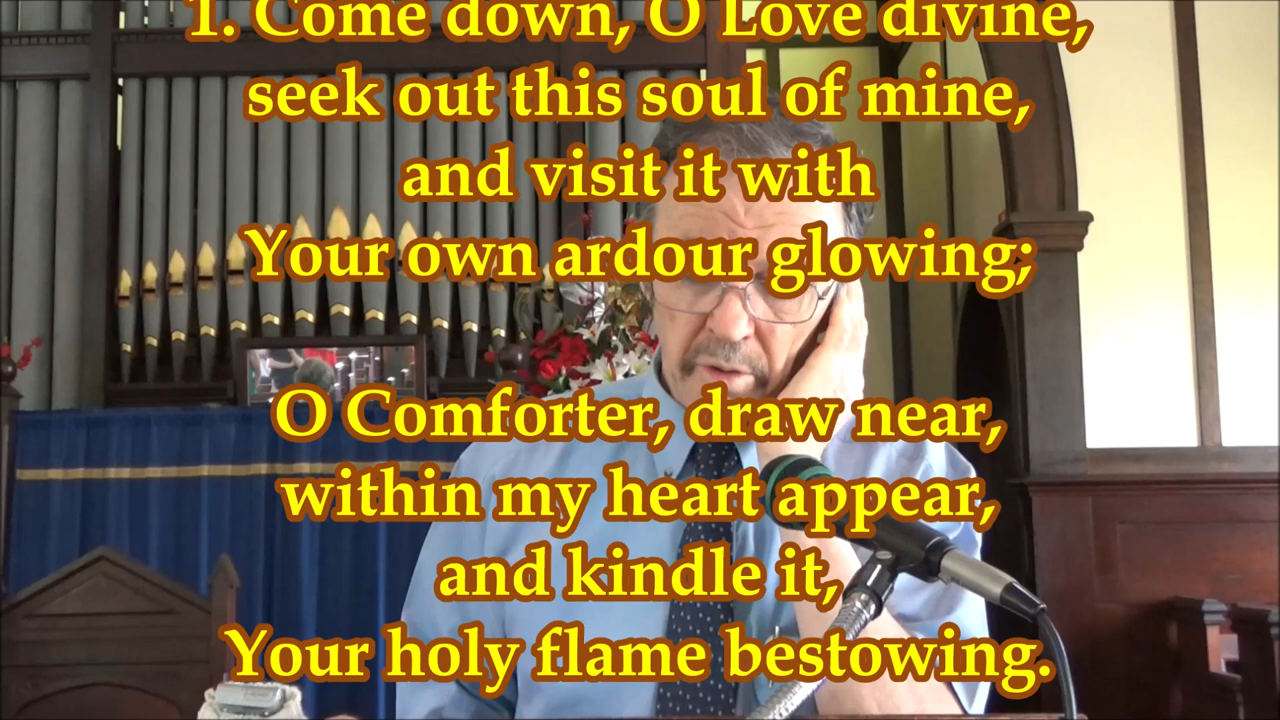 1. Come down, O Love divine,
seek out this soul of mine,
and visit it with
Your own ardour glowing;
O Comforter, draw near,
within my heart appear,
and kindle it,
Your holy flame bestowing.